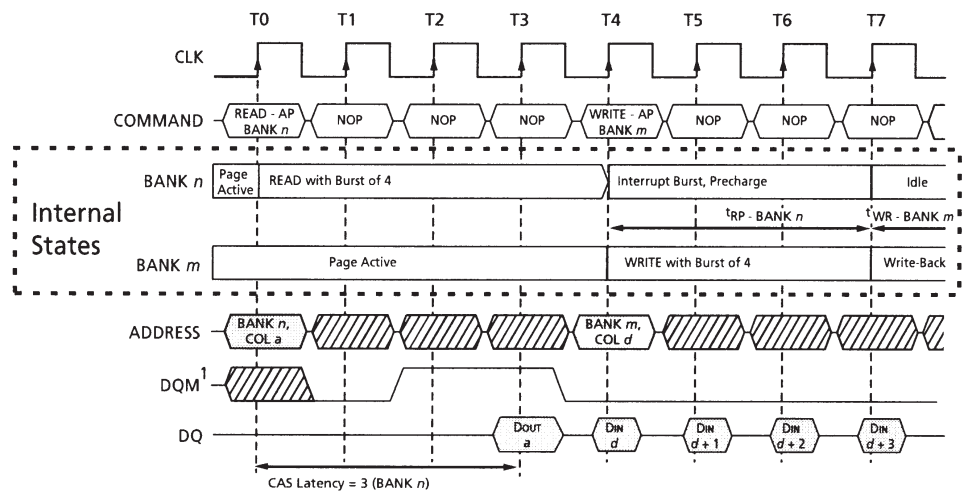 T0 T1 T2 T3 T4 T5 T6 T7
CLK
COMMAND
READ - AP
BANK n
NOP
NOP
NOP
WRITE - AP
BANK m
NOP
NOP
NOP
Internal
States
BANK n
Page
Active
READ with Burst of 4
Interrupt Burst, Precharge
Idle
tRP - BANK n
tWR - BANK m
BANK m
Page Active
WRITE with Burst of 4
Write-Back
ADDRESS
BANK n,
COL a
BANK m,
COL d
DQM1
DQ
DOUT
a
DIN
d
DIN
d + 1
DIN
d + 2
DIN
d + 3
CAS Latency = 3 (BANK n)